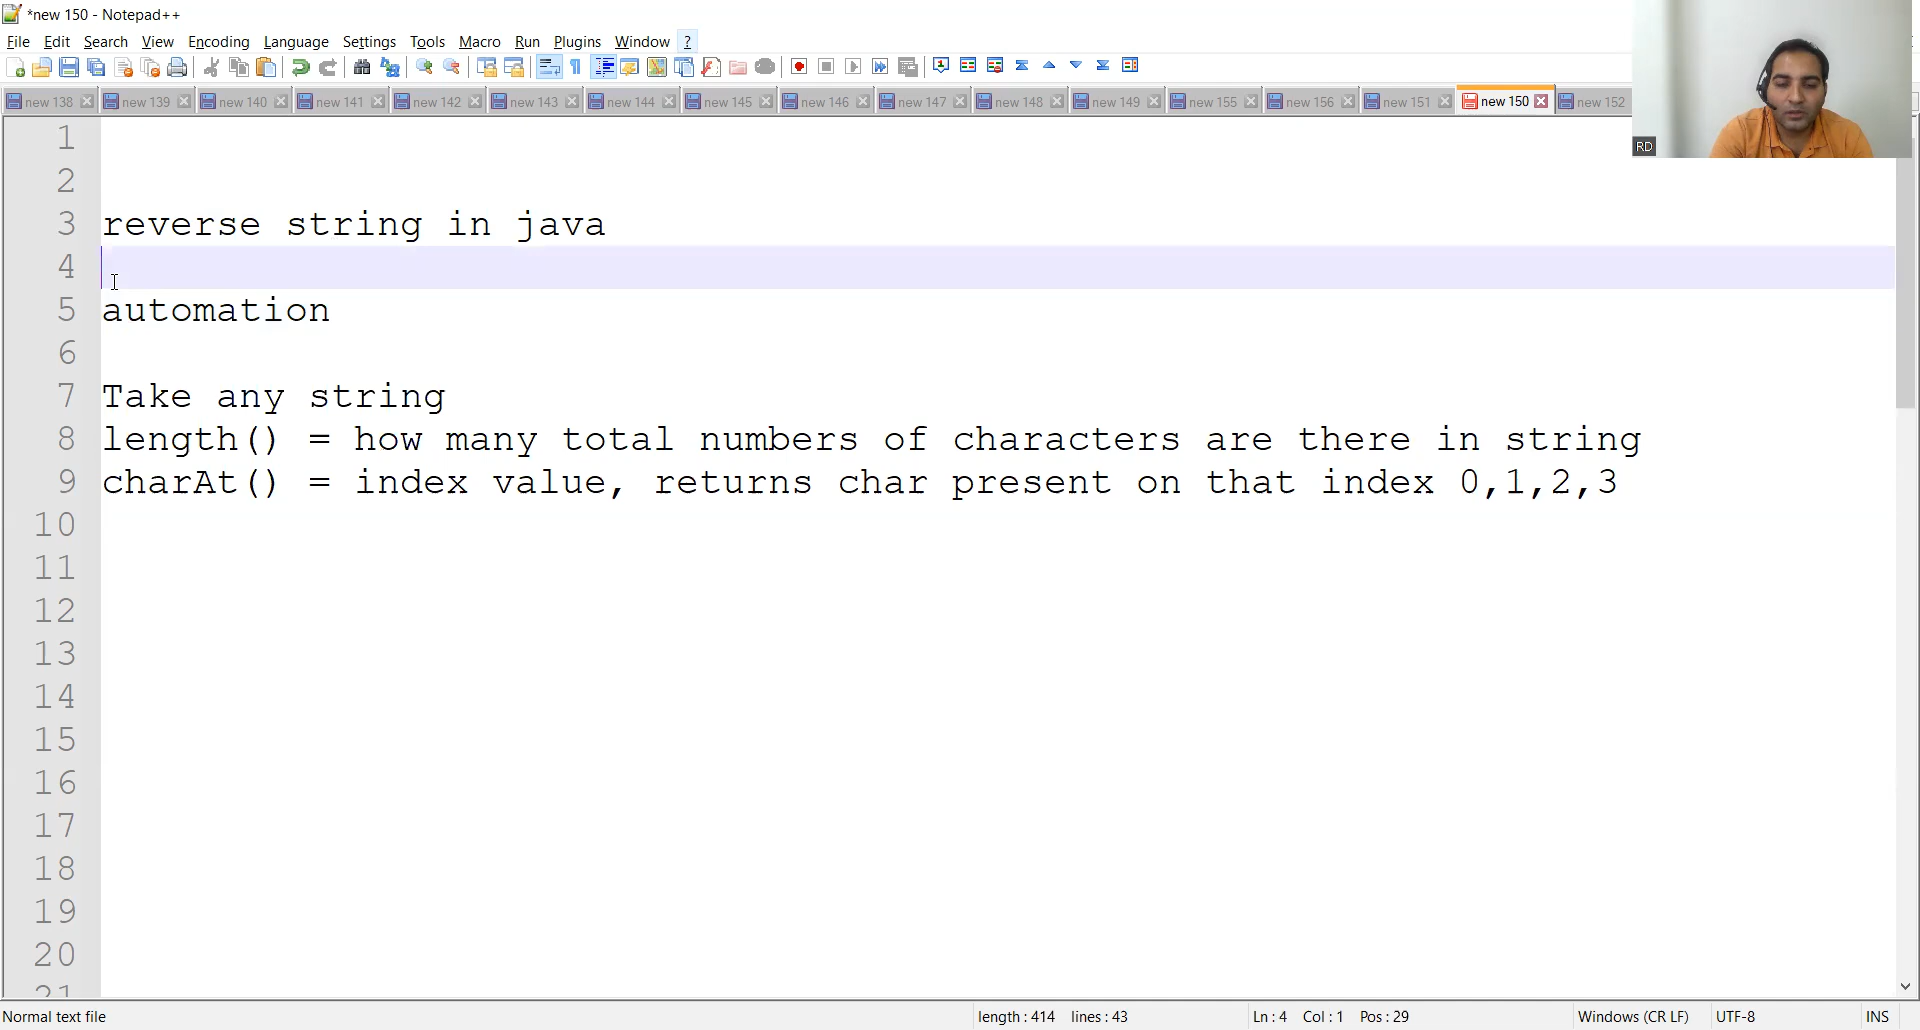 *new 150 - Notepad++
File Edit Search View Encoding Language Settings Tools Macro Run Plugins Window ?
new 138 new 139 new 140 new 141 new 142 new 143 new 144 new 145 new 146 new 147 new 148 new 149 new 155 new 156 new 151 new 150 new 152
RD
1
2
3 reverse string in java
4
5 automation
6
7 Take any string
8 length() = how many total numbers of characters are there in string
9 charAt() = index value, returns char present on that index 0,1,2,3
10
11
12
13
14
15
16
17
18
19
20
21
Normal text file length : 414 lines : 43 Ln : 4 Col : 1 Pos : 29 Windows (CR LF) UTF-8 INS